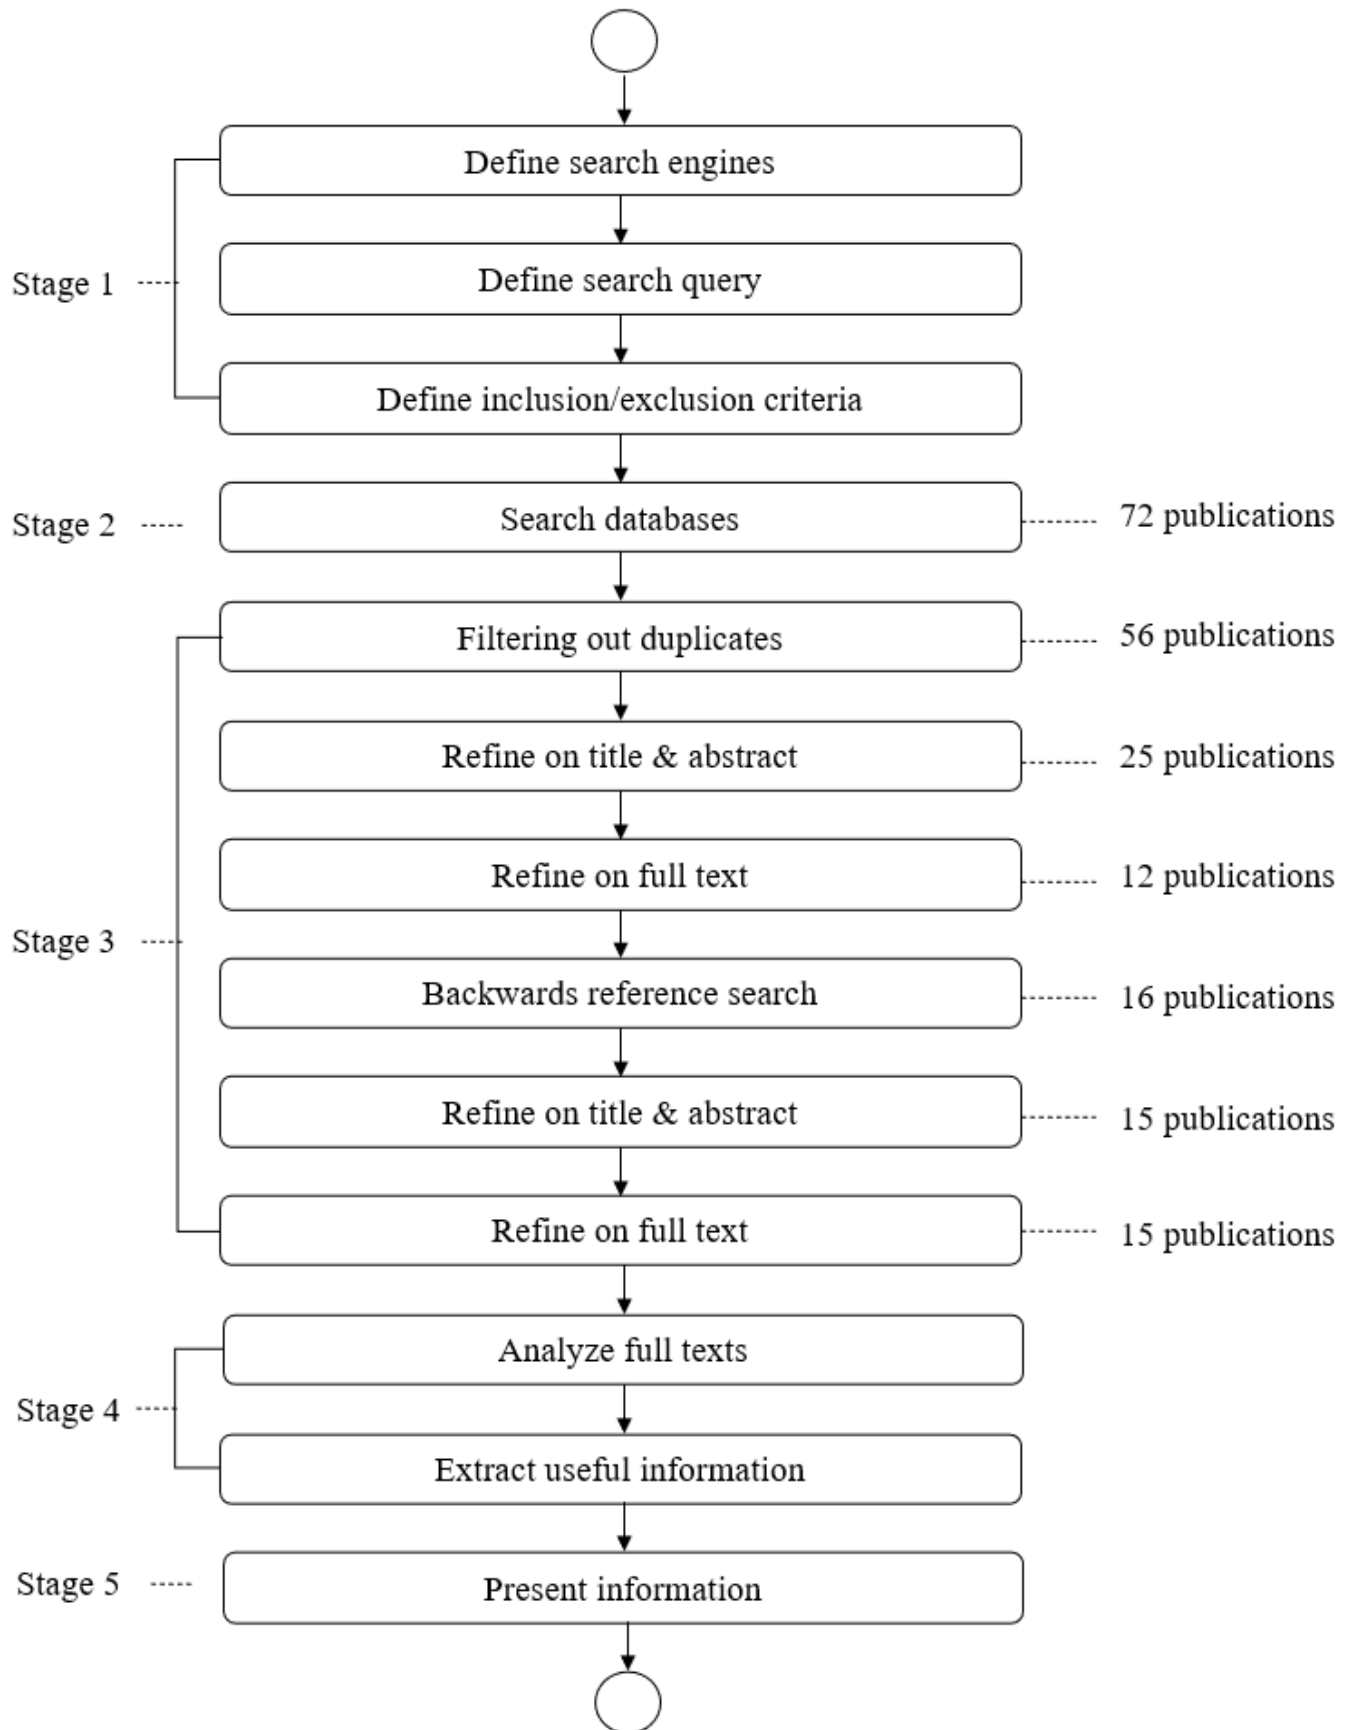 Define search engines
Stage 1
Define search query
Define inclusion/exclusion criteria
Stage 2
Search databases
72 publications
Filtering out duplicates
56 publications
Refine on title & abstract
25 publications
Refine on full text
12 publications
Stage 3
Backwards reference search
16 publications
Refine on title & abstract
15 publications
Refine on full text
15 publications
Analyze full texts
Stage 4
Extract useful information
Stage 5
Present information